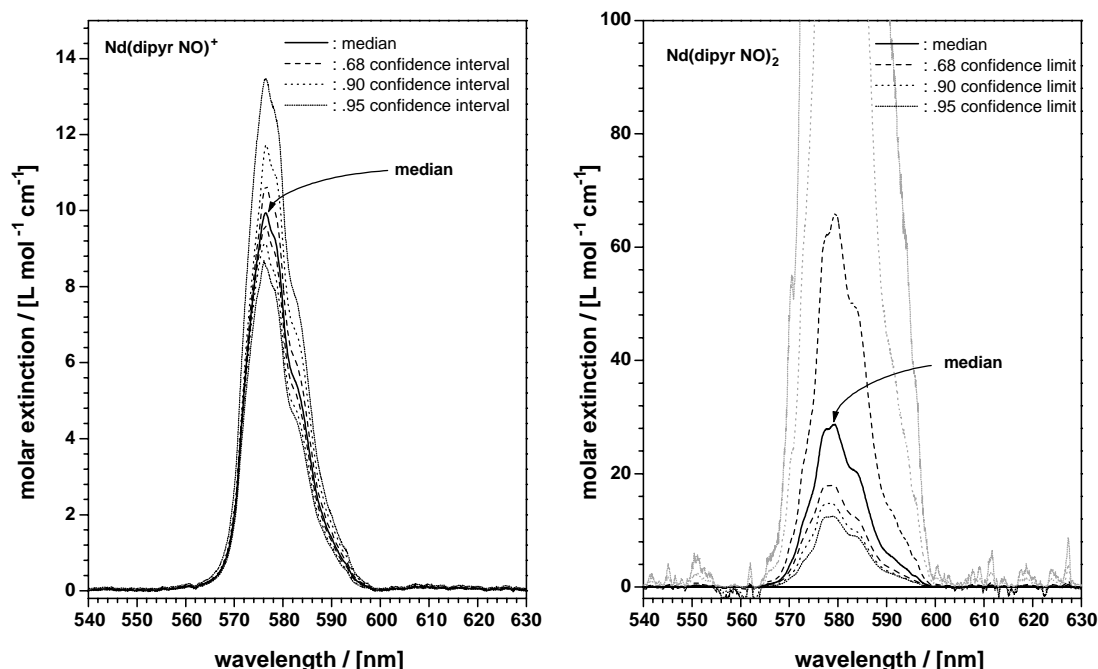 Nd(dipyr NO)⁺
: median
: .68 confidence interval
: .90 confidence interval
: .95 confidence interval
median
14
12
10
8
6
4
2
0
molar extinction / [L mol⁻¹ cm⁻¹]
540 550 560 570 580 590 600 610 620 630
wavelength / [nm]
Nd(dipyr NO)₂⁻
: median
: .68 confidence limit
: .90 confidence limit
: .95 confidence limit
median
100
80
60
40
20
0
molar extinction / [L mol⁻¹ cm⁻¹]
540 550 560 570 580 590 600 610 620 630
wavelength / [nm]